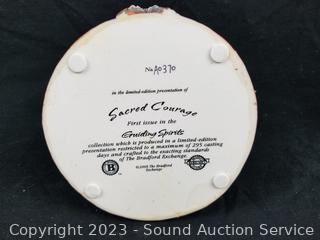 No A0370
in the limited-edition presentation of
Sacred Courage
First issue in the
Guiding Spirits
collection which is produced in a limited-edition
presentation restricted to a maximum of 295 casting
days and crafted to the exacting standards
of The Bradford Exchange.
B
©2005 The Bradford
Exchange
Copyright 2023 - Sound Auction Service